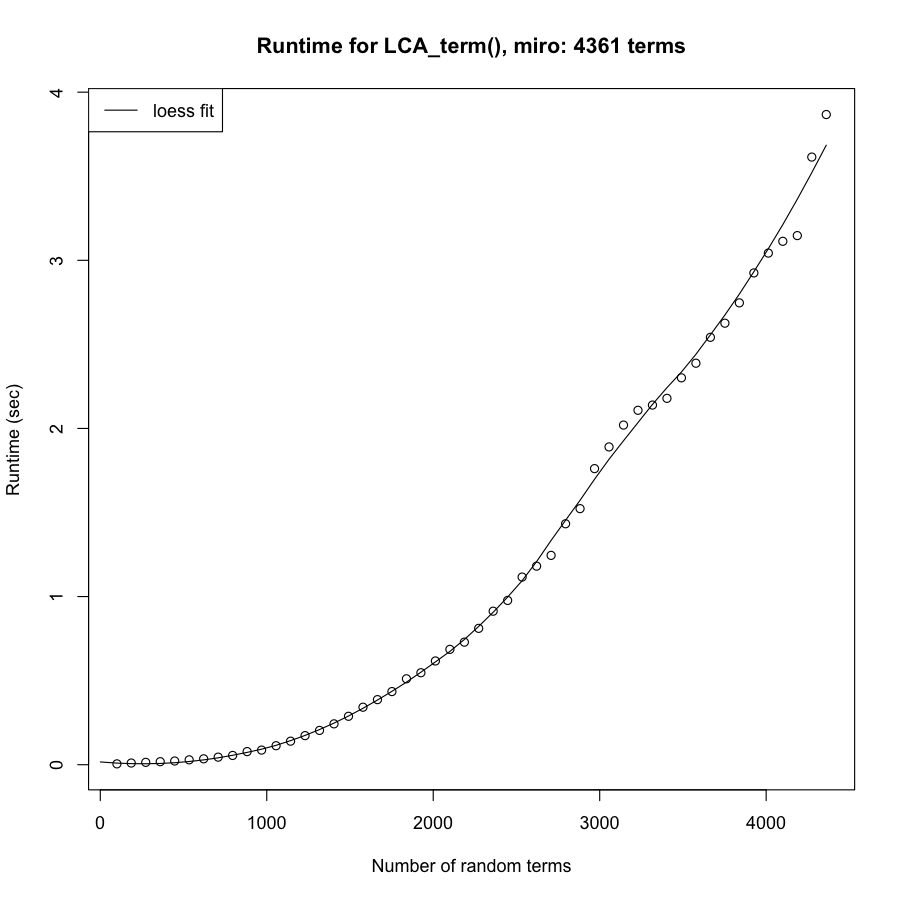 Runtime for LCA_term(), miro: 4361 terms
loess fit
Runtime (sec)
4
3
2
1
0
0 1000 2000 3000 4000
Number of random terms